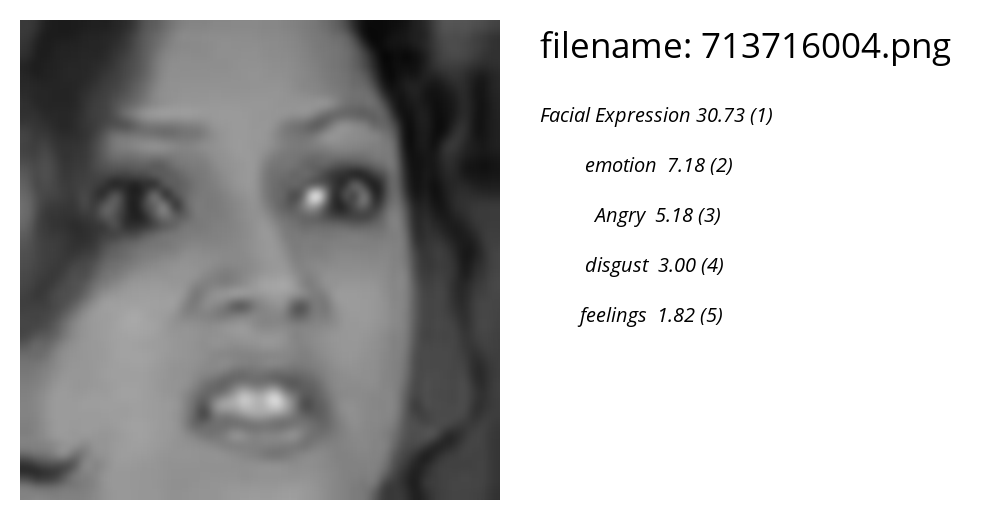 filename: 713716004.png
Facial Expression 30.73 (1)
emotion 7.18 (2)
Angry 5.18 (3)
disgust 3.00 (4)
feelings 1.82 (5)